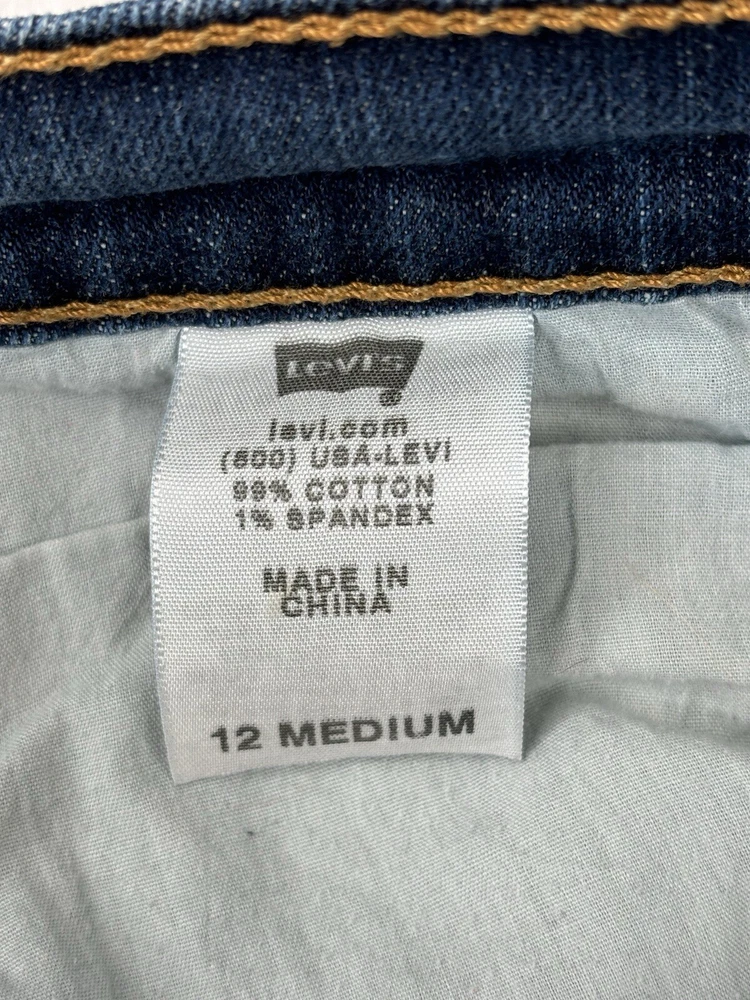 Levi's
levi.com
(800) USA-LEVI
99% COTTON
1% SPANDEX
MADE IN
CHINA
12 MEDIUM